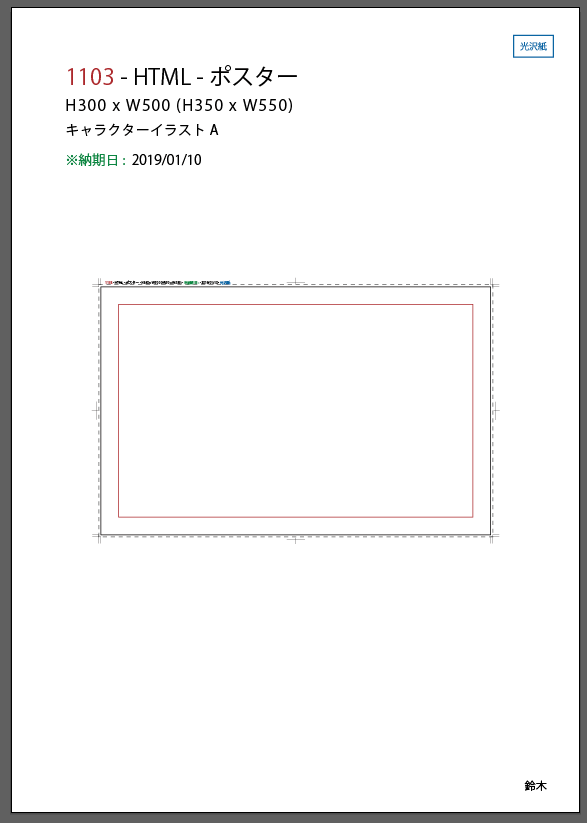 光沢紙
1103 - HTML - ポスター
H300 x W500 (H350 x W550)
キャラクターイラスト A
※納期日 : 2019/01/10
鈴木